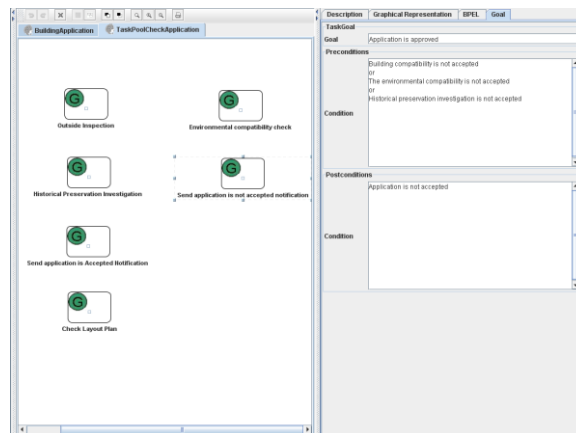 BuildingApplication
TaskPoolCheckApplication
G
Outside Inspection
G
Environmental compatibility check
G
Historical Preservation Investigation
G
Send application is not accepted notification
G
Send application is Accepted Notification
G
Check Layout Plan
Description
Graphical Representation
BPEL
Goal
TaskGoal
Goal
Application is approved
Preconditions
Condition
Building compatibility is not accepted
or
The environmental compatibility is not accepted
or
Historical preservation investigation is not accepted
Postconditions
Condition
Application is not accepted